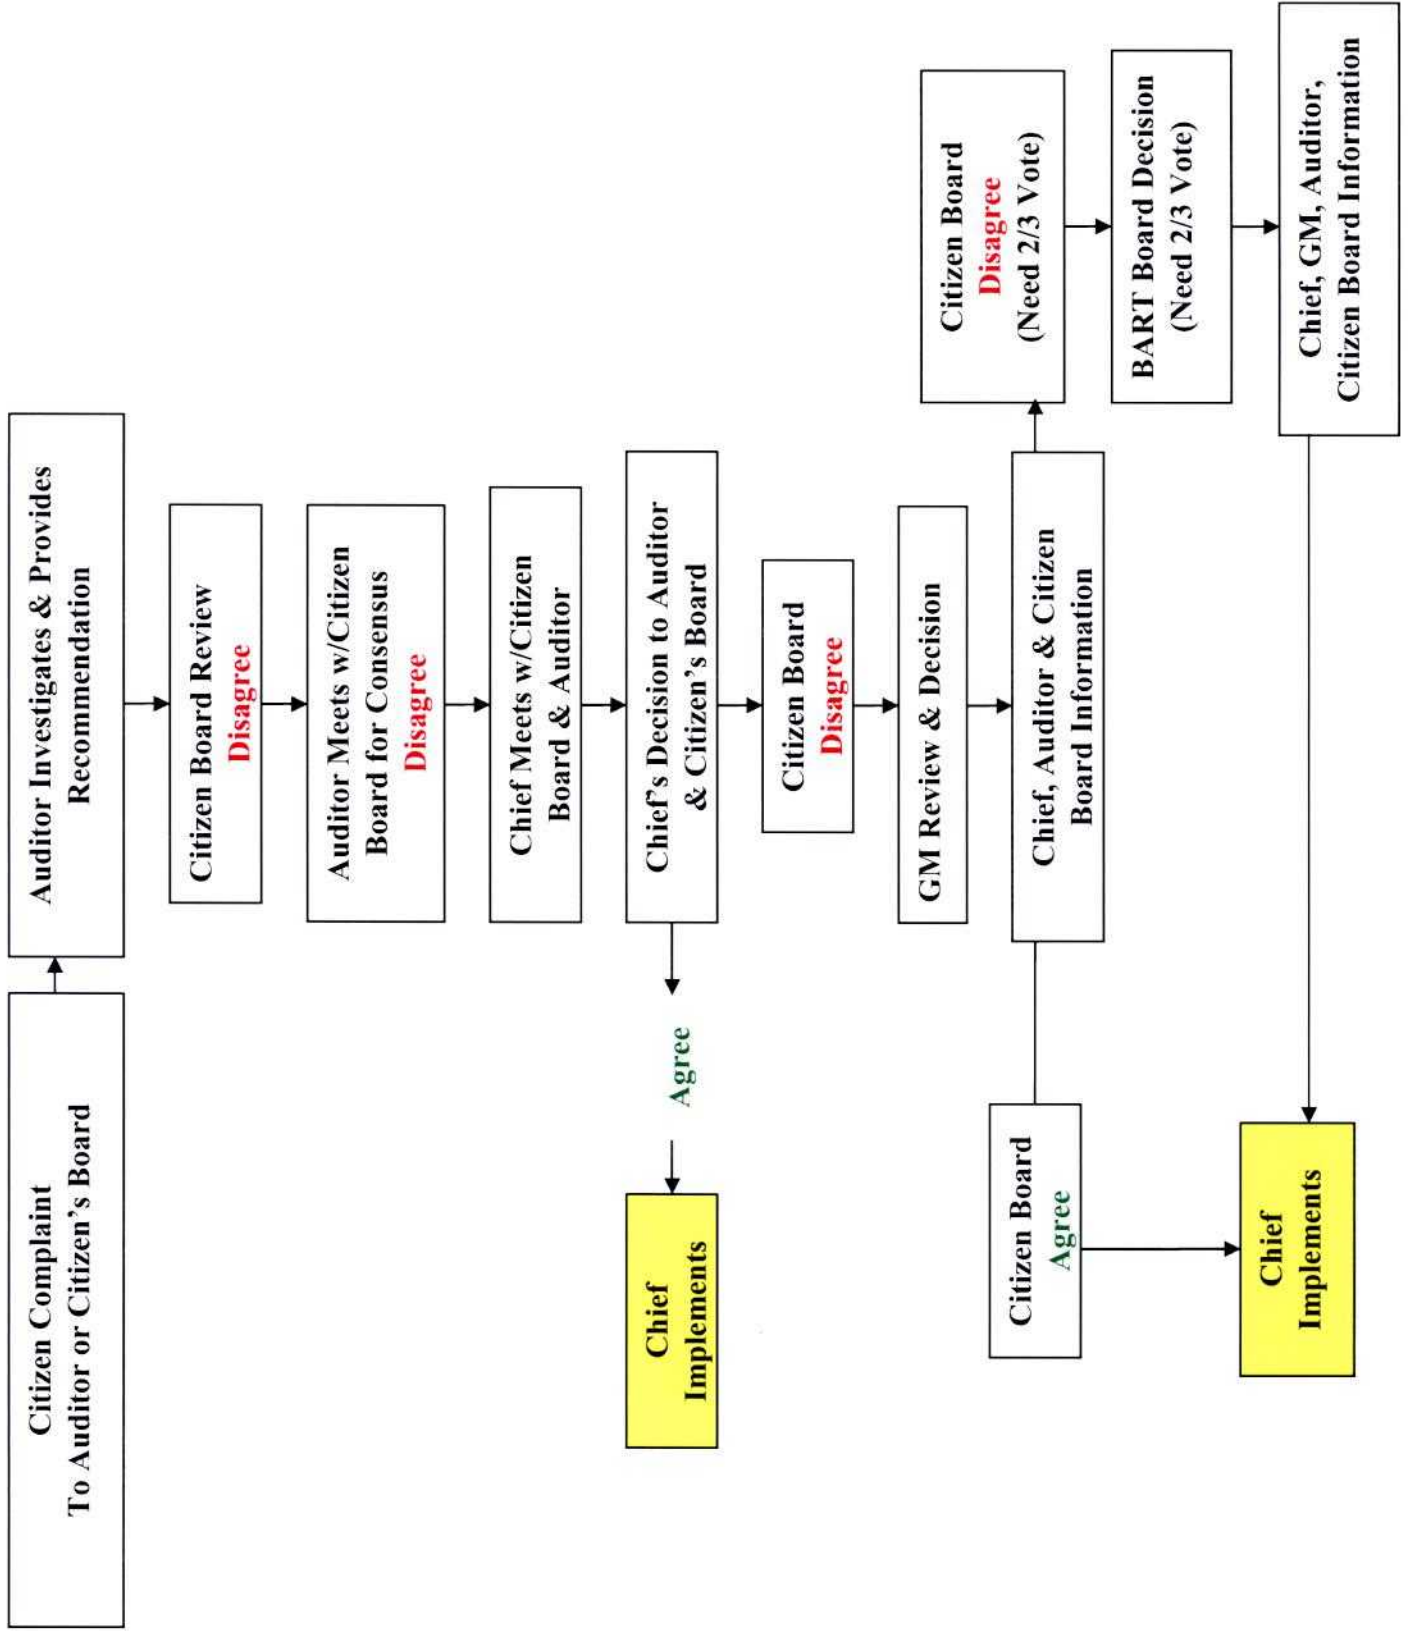 Citizen Complaint
To Auditor or Citizen's Board
Auditor Investigates & Provides
Recommendation
Citizen Board Review
Disagree
Auditor Meets w/Citizen
Board for Consensus
Disagree
Chief Meets w/Citizen
Board & Auditor
Chief's Decision to Auditor
& Citizen's Board
Agree
Chief
Implements
Citizen Board
Disagree
GM Review & Decision
Chief, Auditor & Citizen
Board Information
Citizen Board
Agree
Citizen Board
Disagree
(Need 2/3 Vote)
BART Board Decision
(Need 2/3 Vote)
Chief, GM, Auditor,
Citizen Board Information
Chief
Implements